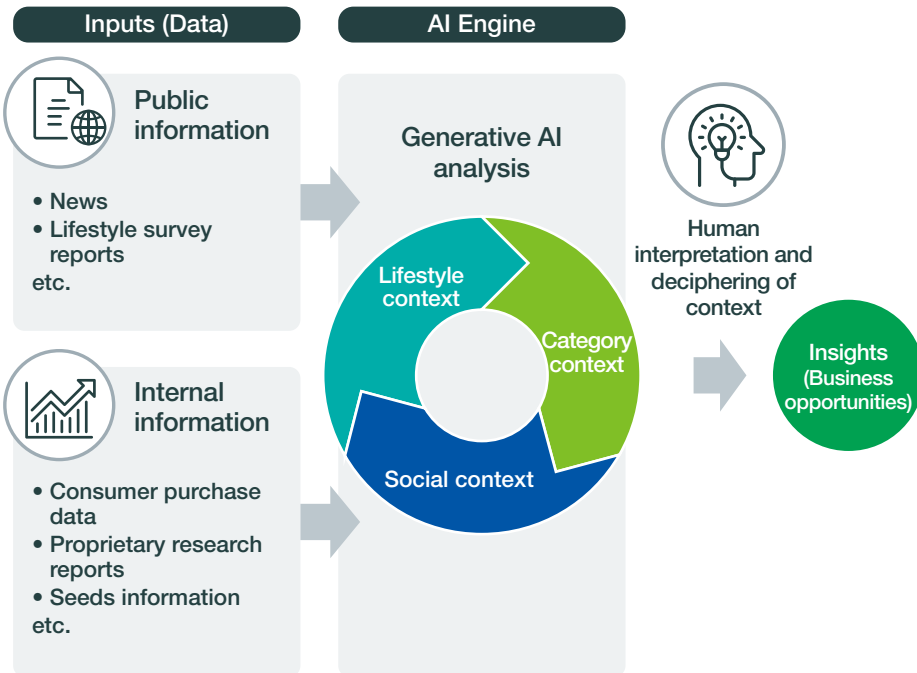 Inputs (Data)
Public
information
• News
• Lifestyle survey
reports
etc.
Internal
information
• Consumer purchase
data
• Proprietary research
reports
• Seeds information
etc.
AI Engine
Generative AI
analysis
Lifestyle
context
Category
context
Social context
Human
interpretation and
deciphering of
context
Insights
(Business
opportunities)